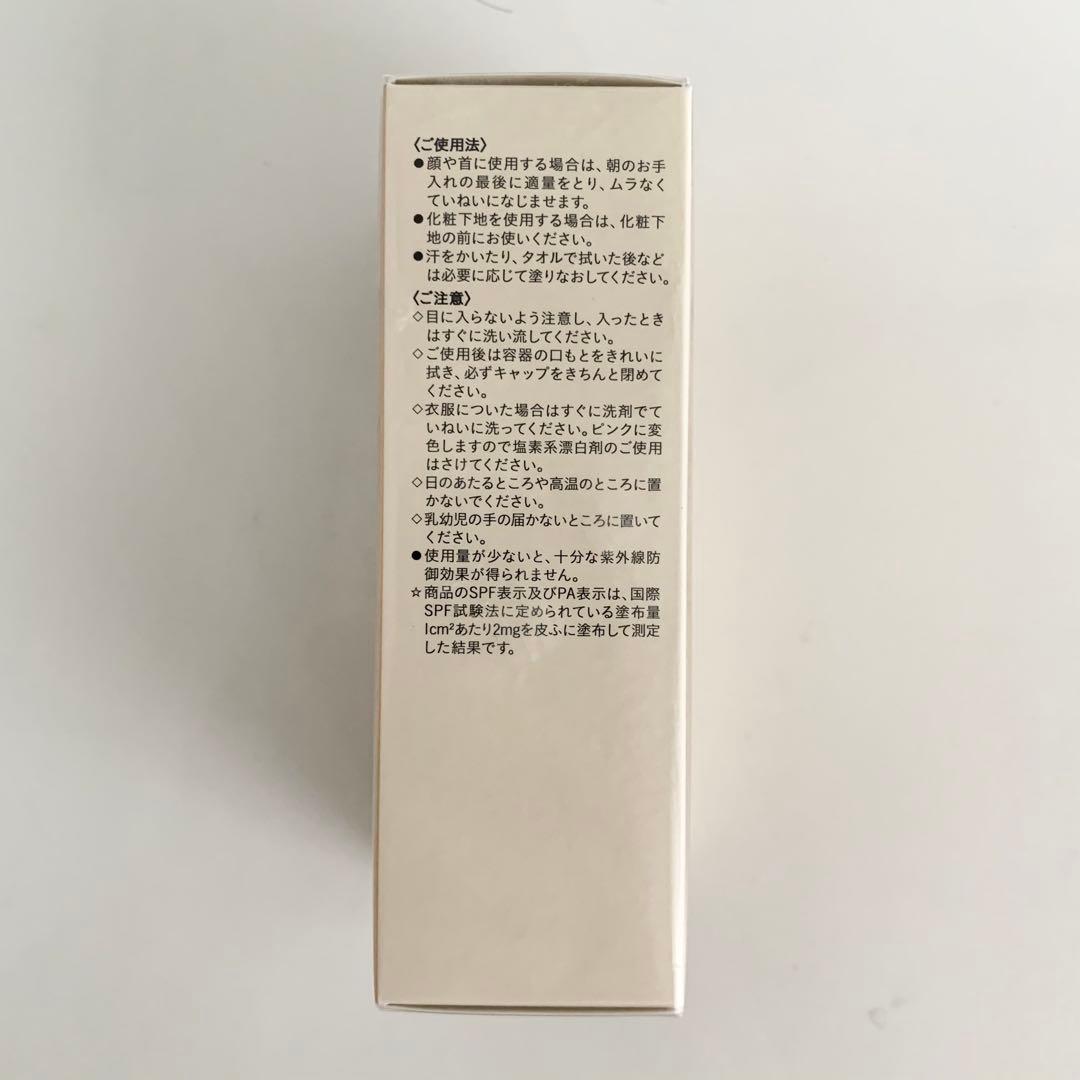 〈ご使用法〉
●顔や首に使用する場合は、朝のお手
入れの最後に適量をとり、ムラなく
ていねいになじませます。
●化粧下地を使用する場合は、化粧下
地の前にお使いください。
●汗をかいたり、タオルで拭いた後など
は必要に応じて塗りなおしてください。
〈ご注意〉
◇目に入らないよう注意し、入ったとき
はすぐに洗い流してください。
◇ご使用後は容器の口もとをきれいに
拭き、必ずキャップをきちんと閉めて
ください。
◇衣服についた場合はすぐに洗剤でて
いねいに洗ってください。ピンクに変
色しますので塩素系漂白剤のご使用
はさけてください。
◇日のあたるところや高温のところに置
かないでください。
◇乳幼児の手の届かないところに置いて
ください。
●使用量が少ないと、十分な紫外線防
御効果が得られません。
☆商品のSPF表示及びPA表示は、国際
SPF試験法に定められている塗布量
1cm²あたり2mgを皮ふに塗布して測定
した結果です。